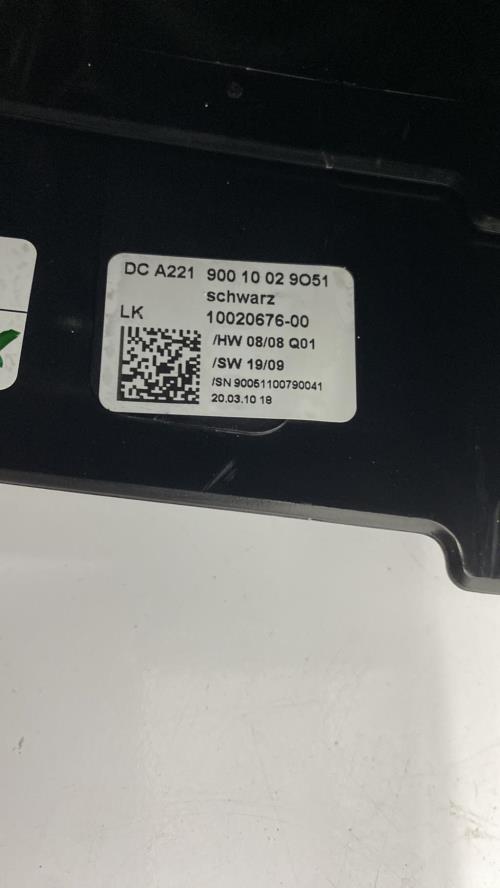 DC A221 900 10 02 9O51
schwarz
LK 10020676-00
/HW 08/08 Q01
/SW 19/09
/SN 90051100790041
20.03.10 18